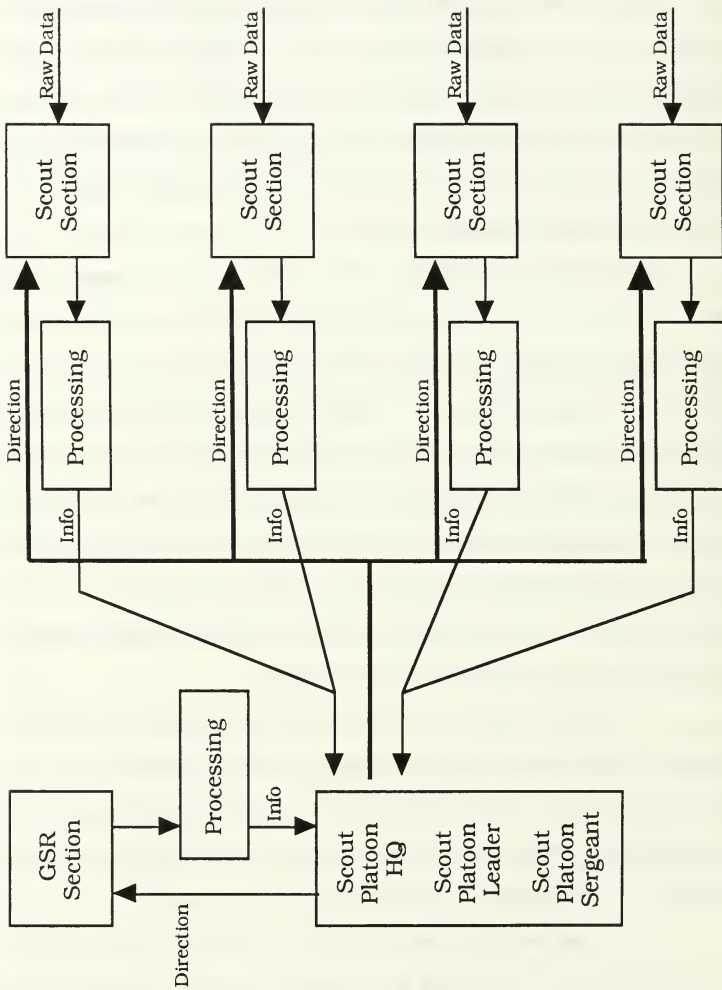 GSR
Section
Direction
Processing
Info
Scout
Platoon
HQ
Scout
Platoon
Leader
Scout
Platoon
Sergeant
Direction
Info
Processing
Scout
Section
Raw Data
Direction
Info
Processing
Scout
Section
Raw Data
Direction
Info
Processing
Scout
Section
Raw Data
Direction
Info
Processing
Scout
Section
Raw Data